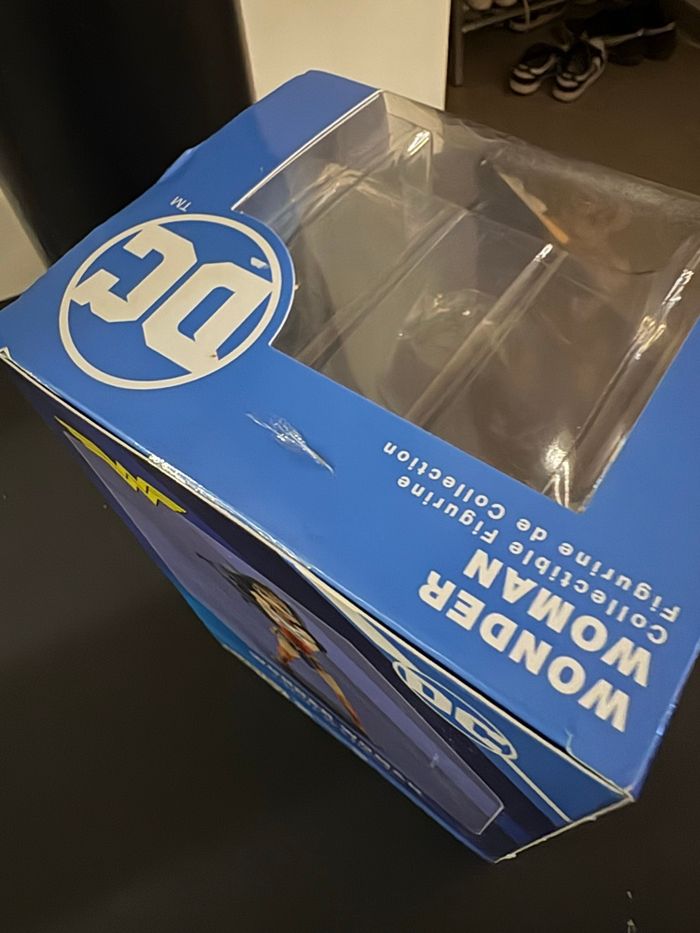 DC
TM
WONDER
WOMAN
Collectible Figurine
Figurine de Collection
DC